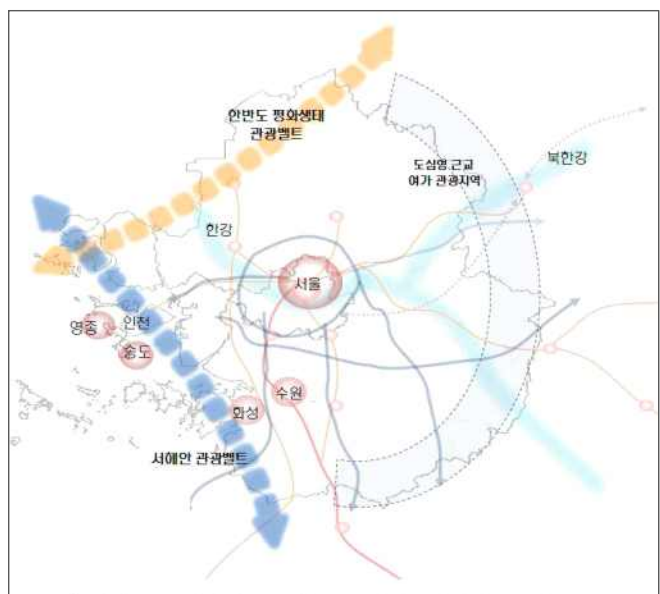 한반도 평화생태
관광벨트
도심형.근교
여가 관광지역
북한강
한강
서울
영종
인천
송도
수원
화성
서해안 관광벨트